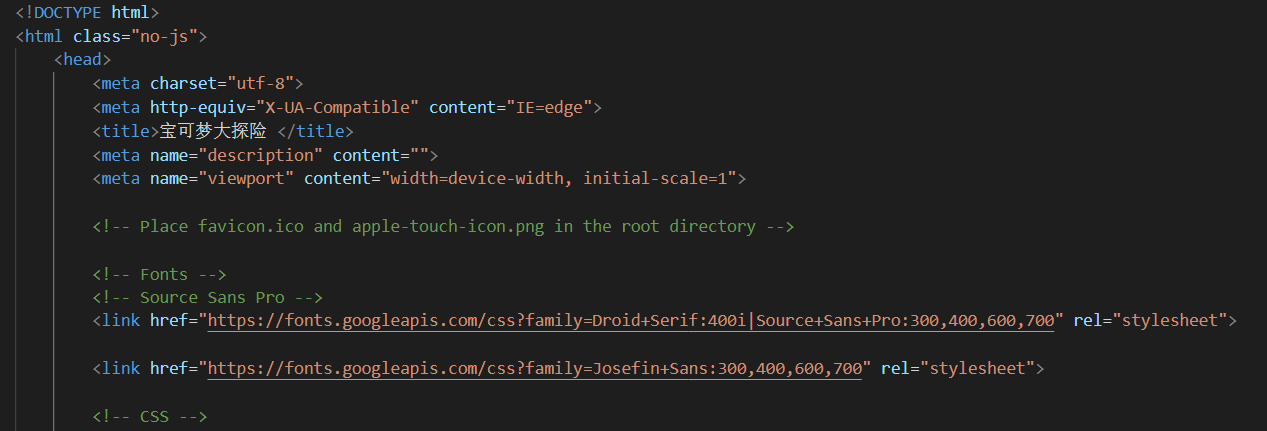 <!DOCTYPE html>
<html class="no-js">
<head>
<meta charset="utf-8">
<meta http-equiv="X-UA-Compatible" content="IE=edge">
<title>宝可梦大探险 </title>
<meta name="description" content="">
<meta name="viewport" content="width=device-width, initial-scale=1">
<!-- Place favicon.ico and apple-touch-icon.png in the root directory -->
<!-- Fonts -->
<!-- Source Sans Pro -->
<link href="https://fonts.googleapis.com/css?family=Droid+Serif:400i|Source+Sans+Pro:300,400,600,700" rel="stylesheet">
<link href="https://fonts.googleapis.com/css?family=Josefin+Sans:300,400,600,700" rel="stylesheet">
<!-- CSS -->